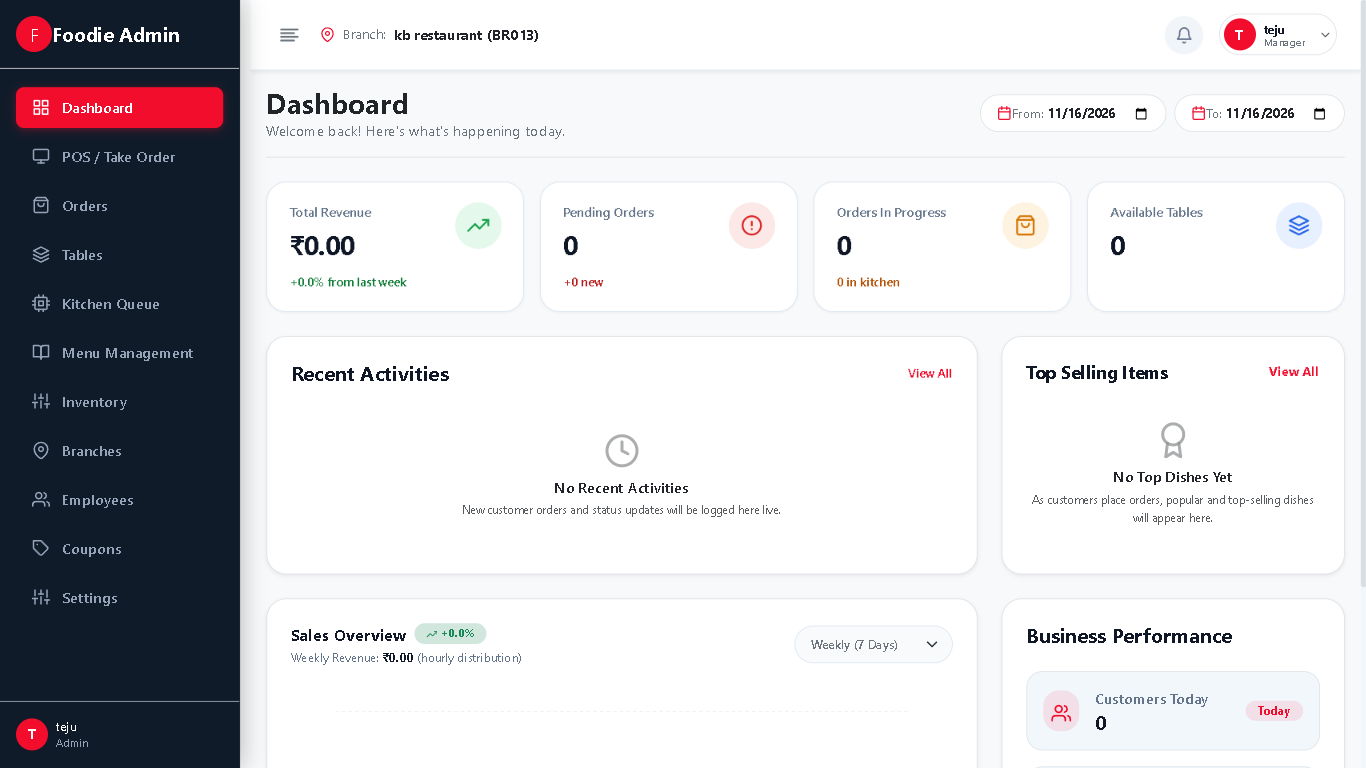 F Foodie Admin
Dashboard
POS / Take Order
Orders
Tables
Kitchen Queue
Menu Management
Inventory
Branches
Employees
Coupons
Settings
T
teju
Admin
Branch: kb restaurant (BR013)
T
teju
Manager
Dashboard
Welcome back! Here's what's happening today.
From: 11/16/2026
To: 11/16/2026
Total Revenue
₹0.00
+0.0% from last week
Pending Orders
0
+0 new
Orders In Progress
0
0 in kitchen
Available Tables
0
Recent Activities
View All
No Recent Activities
New customer orders and status updates will be logged here live.
Top Selling Items
View All
No Top Dishes Yet
As customers place orders, popular and top-selling dishes
will appear here.
Sales Overview +0.0%
Weekly Revenue: ₹0.00 (hourly distribution)
Weekly (7 Days)
Business Performance
Customers Today
0
Today